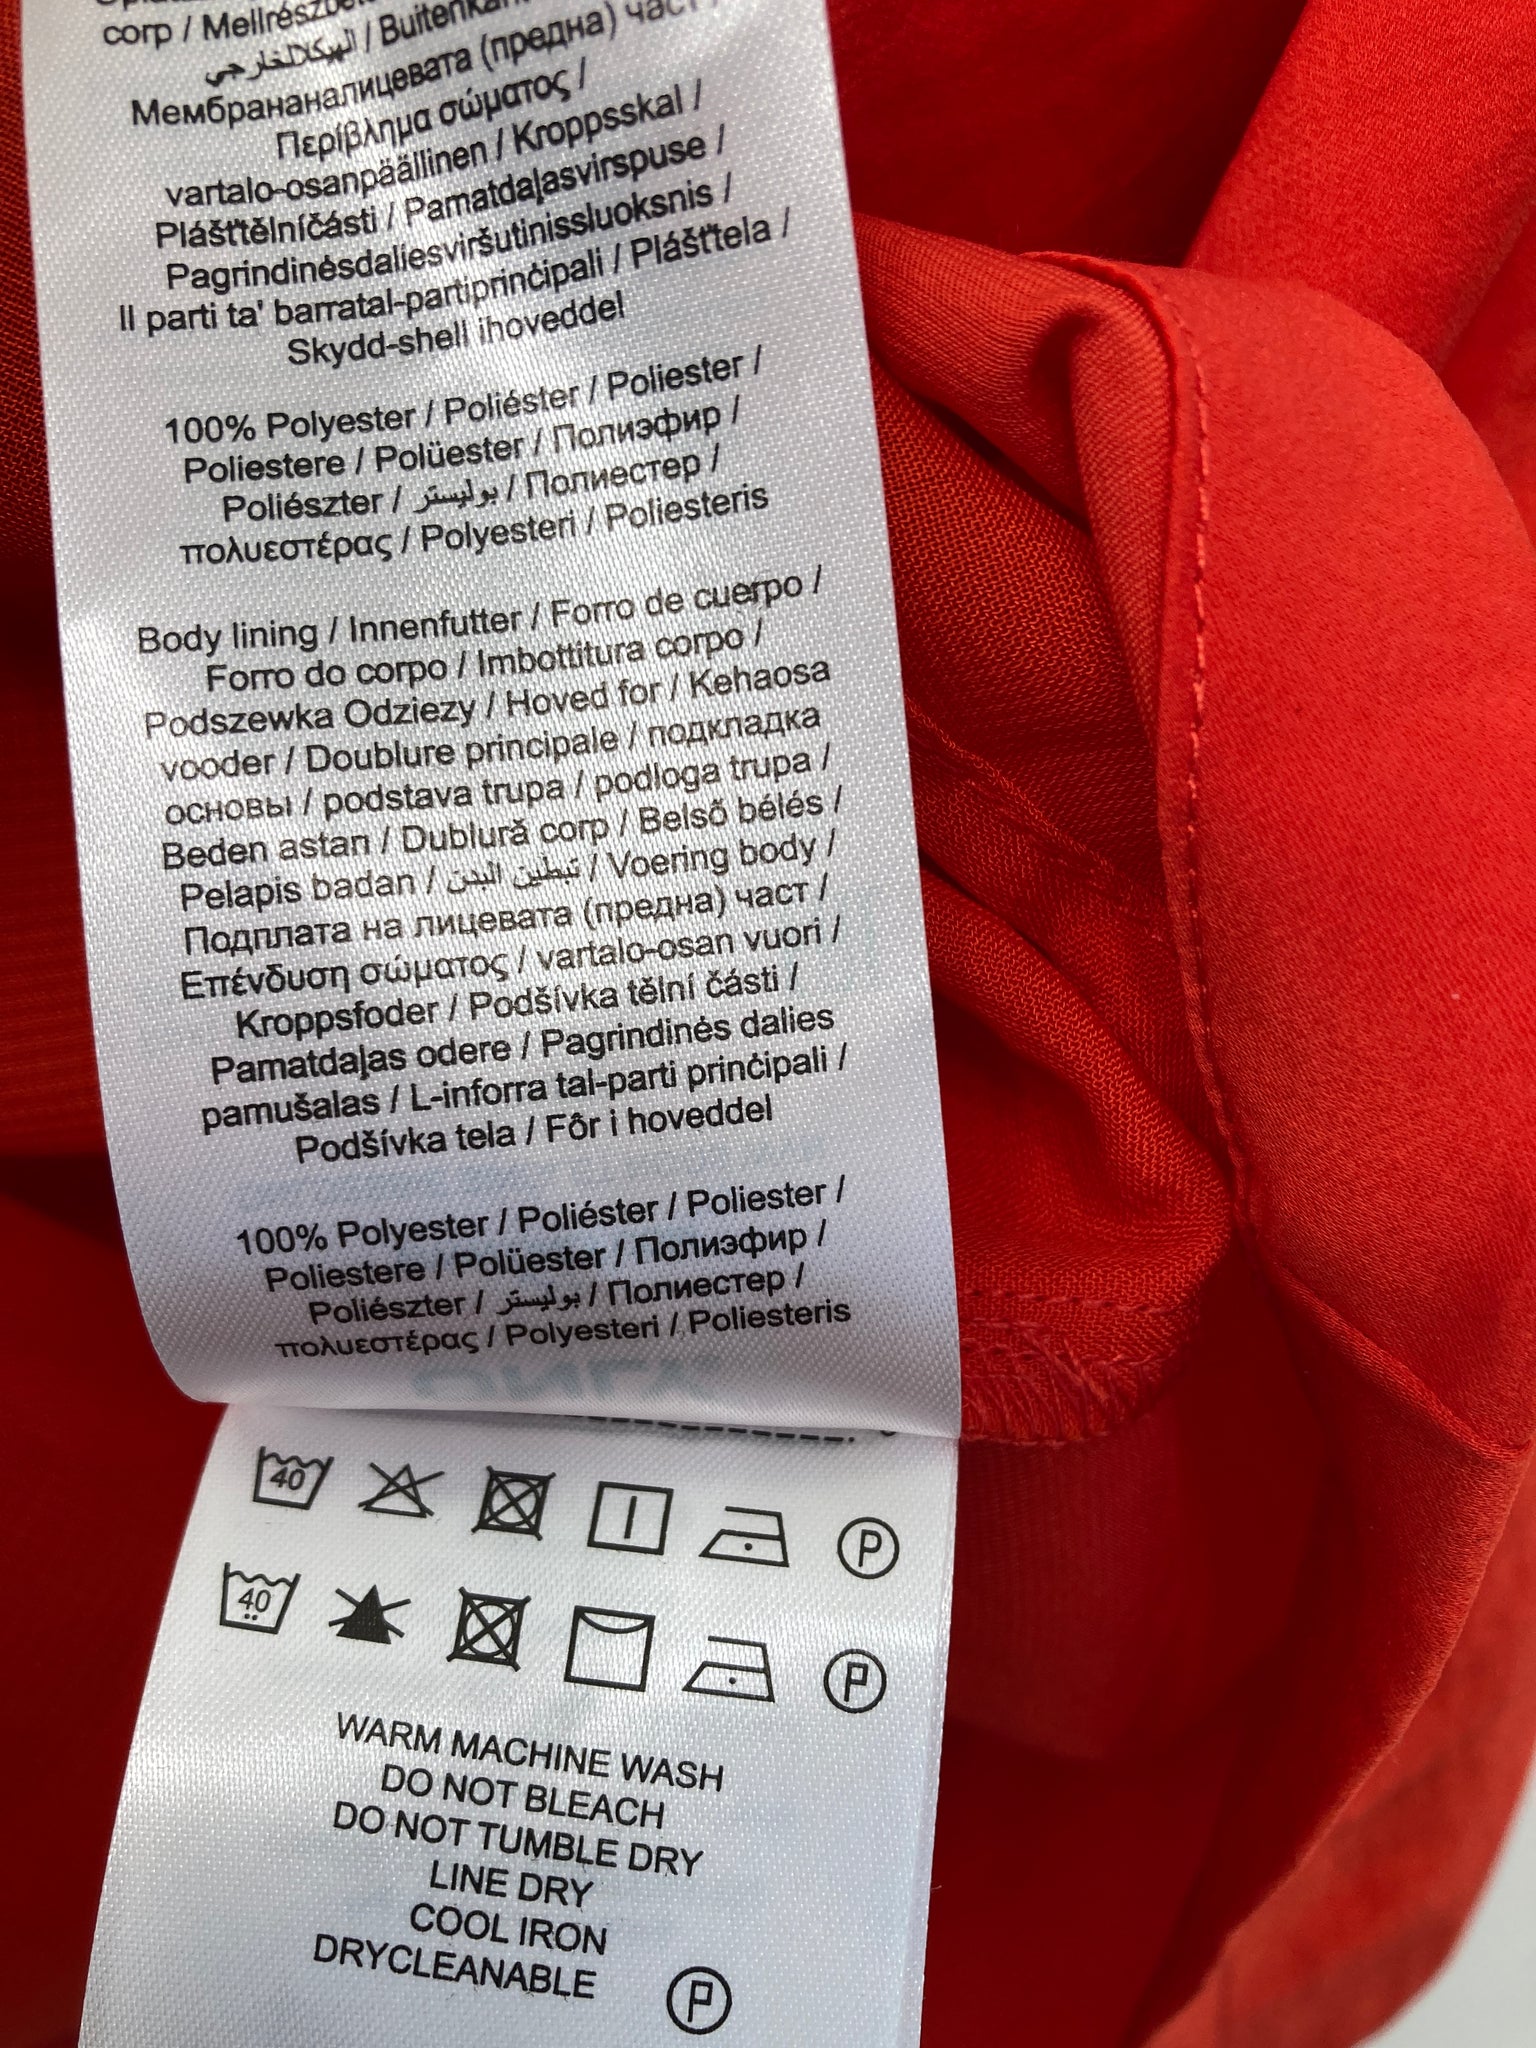 corp / Mellrészbőr
الهيكلالخارجي / Buitenkan
Мембрананалицевата (предна) част /
Περίβλημα σώματος /
vartalo-osanpäällinen / Kroppsskal /
Plášťtělníčásti / Pamatdaļasvirspuse /
Pagrindinėsdaliesviršutinissluoksnis /
Il parti ta' barratal-partiprinċipali / Plášťtela /
Skydd-shell ihoveddel
100% Polyester / Poliéster / Poliester /
Poliestere / Polüester / Полиэфир /
Poliészter / بوليستر / Полиестер /
πολυεστέρας / Polyesteri / Poliesteris
Body lining / Innenfutter / Forro de cuerpo /
Forro do corpo / Imbottitura corpo /
Podszewka Odziezy / Hoved for / Kehaosa
vooder / Doublure principale / подкладка
основы / podstava trupa / podloga trupa /
Beden astan / Dublură corp / Belső bélés /
Pelapis badan / تبطين البدن / Voering body /
Подплата на лицевата (предна) част /
Επένδυση σώματος / vartalo-osan vuori /
Kroppsfoder / Podšívka tělní části /
Pamatdaļas odere / Pagrindinės dalies
pamušalas / L-inforra tal-parti prinċipali /
Podšívka tela / Fôr i hoveddel
100% Polyester / Poliéster / Poliester /
Poliestere / Polüester / Полиэфир /
Poliészter / بوليستر / Полиестер /
πολυεστέρας / Polyesteri / Poliesteris
40 P
40 P
WARM MACHINE WASH
DO NOT BLEACH
DO NOT TUMBLE DRY
LINE DRY
COOL IRON
DRYCLEANABLE P